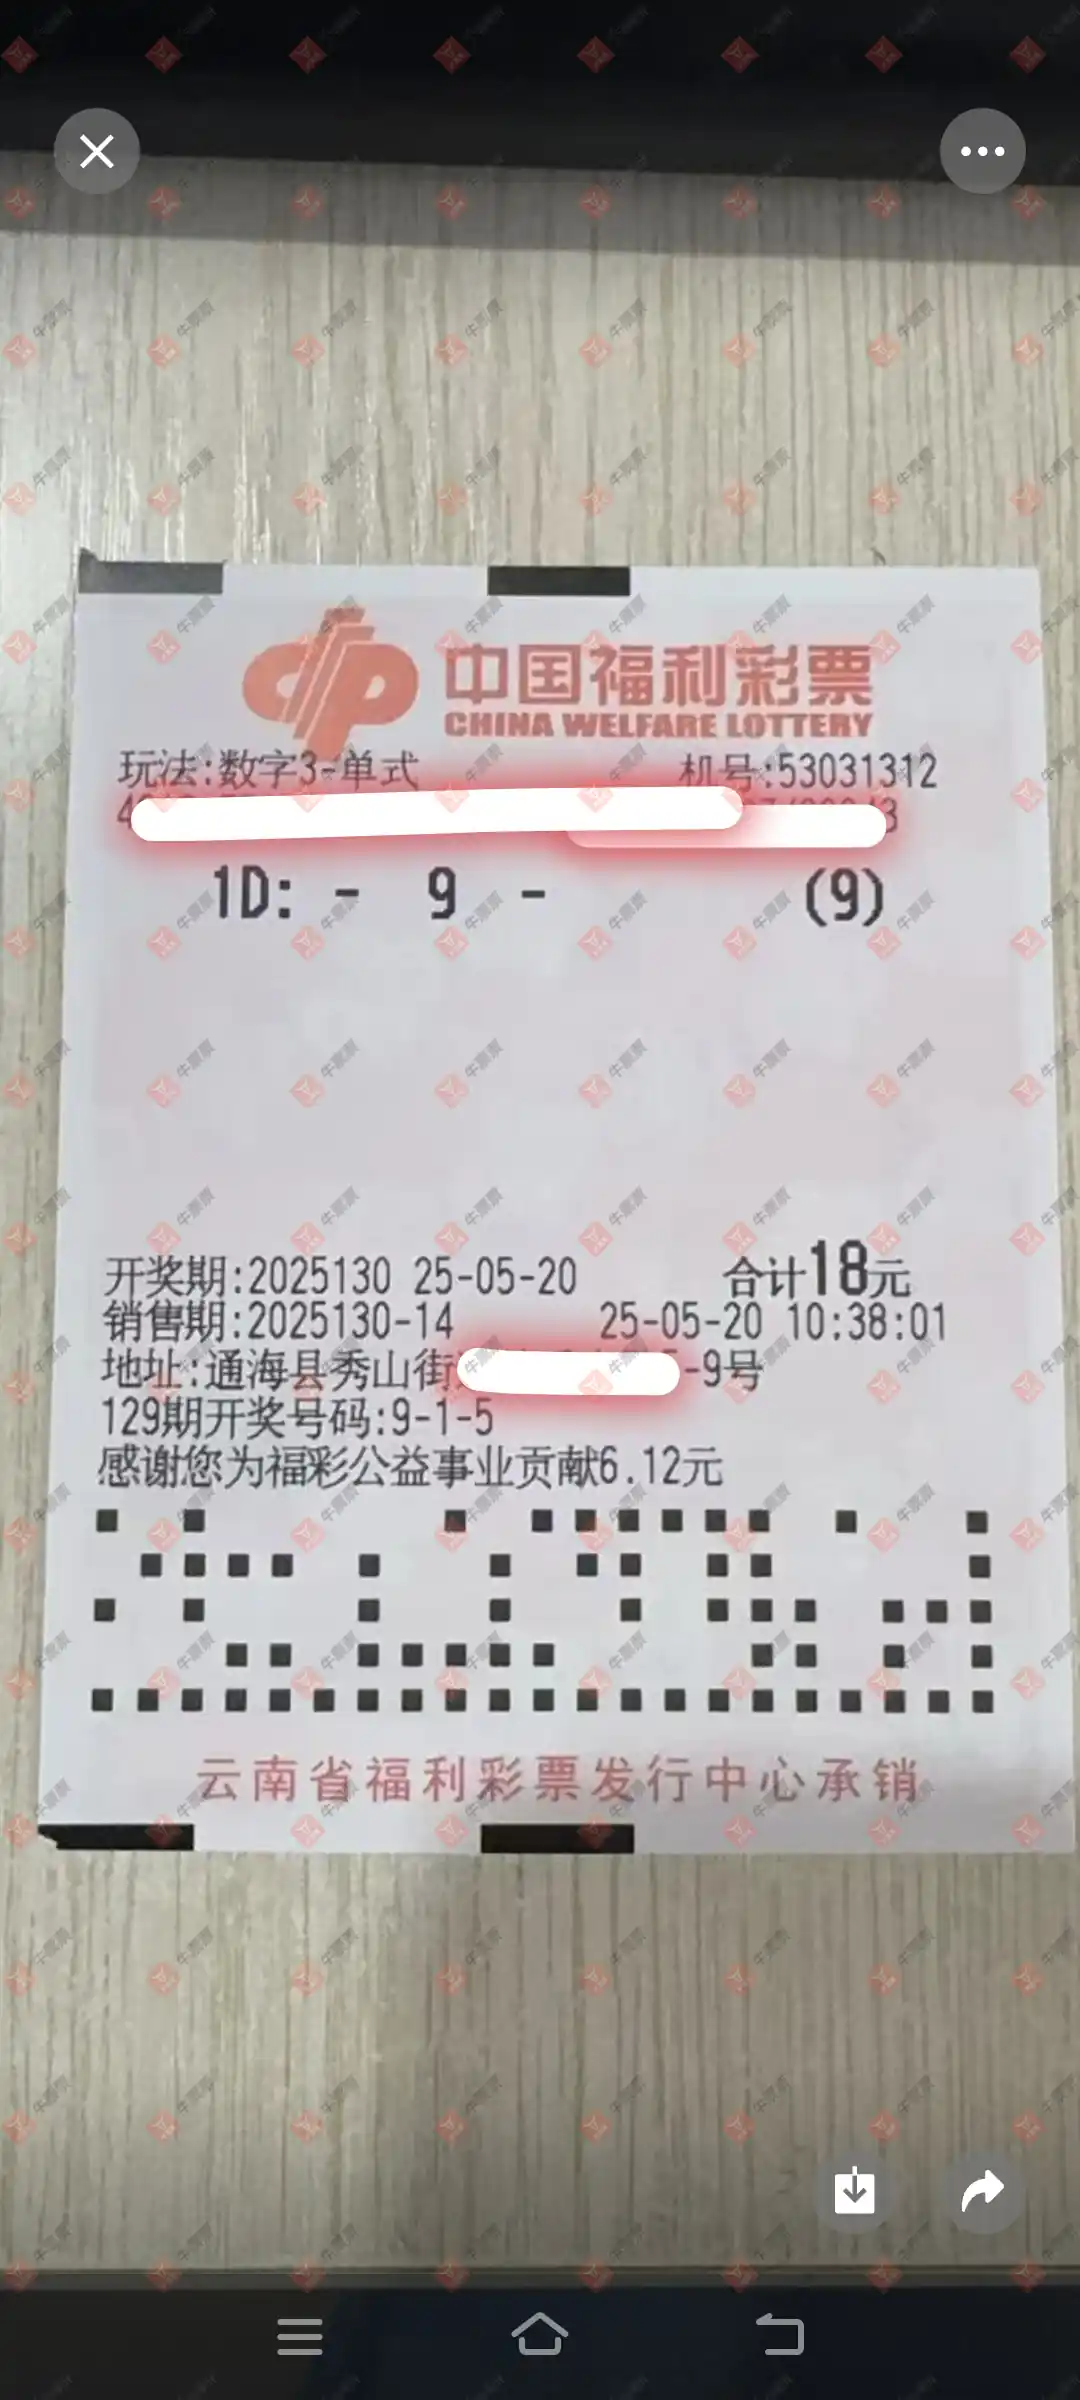 中国福利彩票
CHINA WELFARE LOTTERY
玩法:数字3-单式 机号:53031312
1D: - 9 - (9)
开奖期:2025130 25-05-20 合计18元
销售期:2025130-14 25-05-20 10:38:01
地址:通海县秀山街 -9号
129期开奖号码:9-1-5
感谢您为福彩公益事业贡献6.12元
云南省福利彩票发行中心承销
牛票票